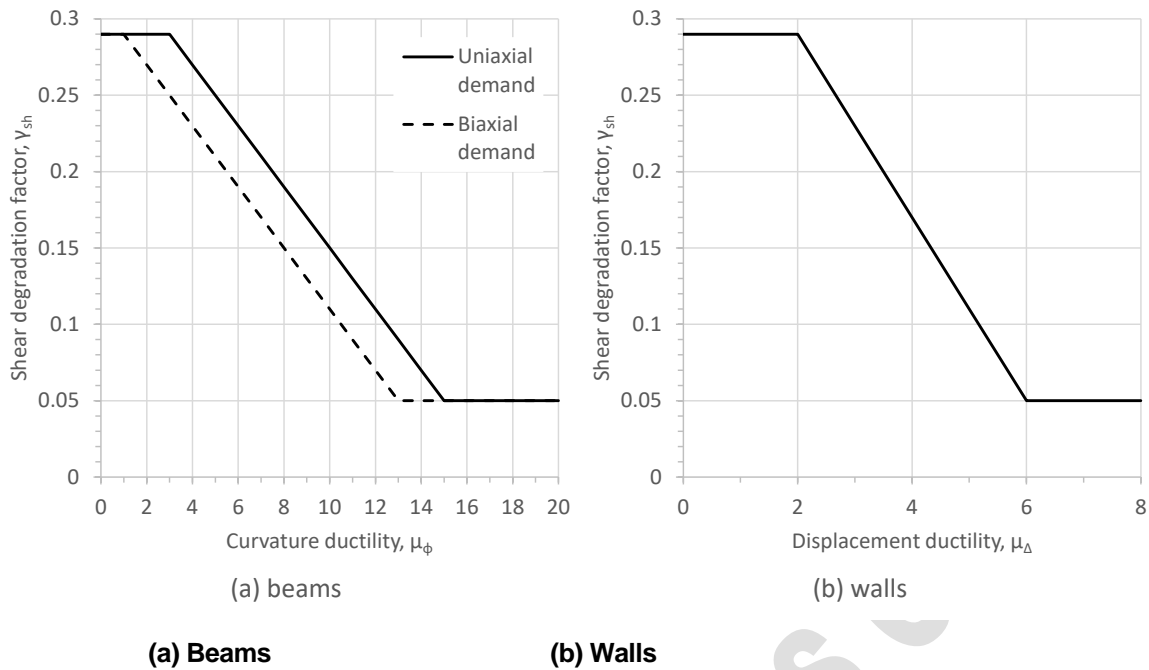 0.3
0.25
0.2
0.15
0.1
0.05
0
Shear degradation factor, γsh
Uniaxial
demand
Biaxial
demand
0 2 4 6 8 10 12 14 16 18 20
Curvature ductility, μϕ
(a) beams
0.3
0.25
0.2
0.15
0.1
0.05
0
Shear degradation factor, γsh
0 2 4 6 8
Displacement ductility, μΔ
(b) walls
(a) Beams (b) Walls